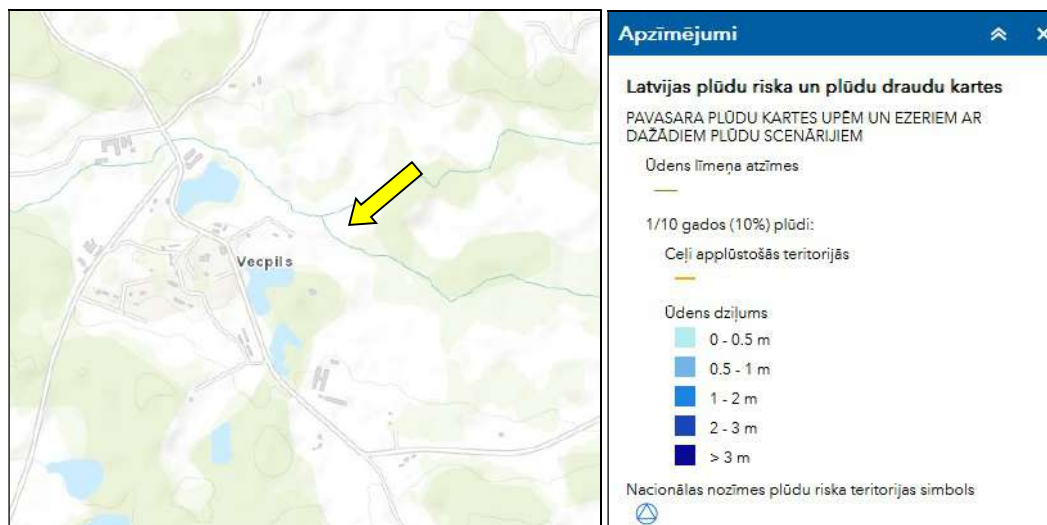 Vecpils
Apzīmējumi
Latvijas plūdu riska un plūdu draudu kartes
PAVASARA PLŪDU KARTES UPĒM UN EZERIEM AR
DAŽĀDIEM PLŪDU SCENĀRIJIEM
Ūdens līmeņa atzīmes
1/10 gados (10%) plūdi:
Ceļi applūstošās teritorijās
Ūdens dziļums
0 - 0.5 m
0.5 - 1 m
1 - 2 m
2 - 3 m
> 3 m
Nacionālas nozīmes plūdu riska teritorijas simbols